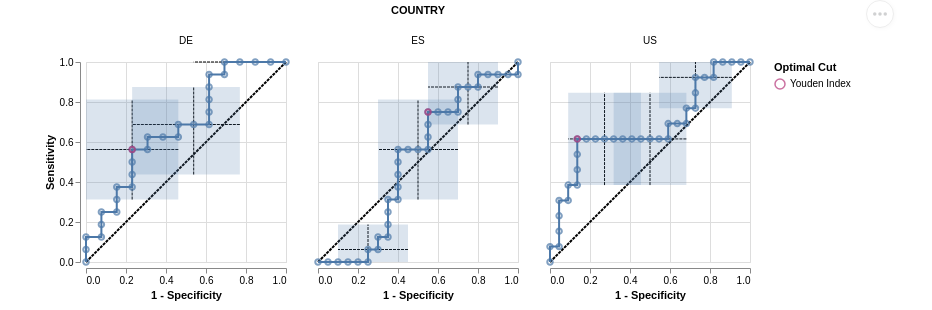 COUNTRY
DE
ES
US
Optimal Cut
Youden Index
Sensitivity
1.0
0.8
0.6
0.4
0.2
0.0
0.0 0.2 0.4 0.6 0.8 1.0
0.0 0.2 0.4 0.6 0.8 1.0
0.0 0.2 0.4 0.6 0.8 1.0
1 - Specificity
1 - Specificity
1 - Specificity